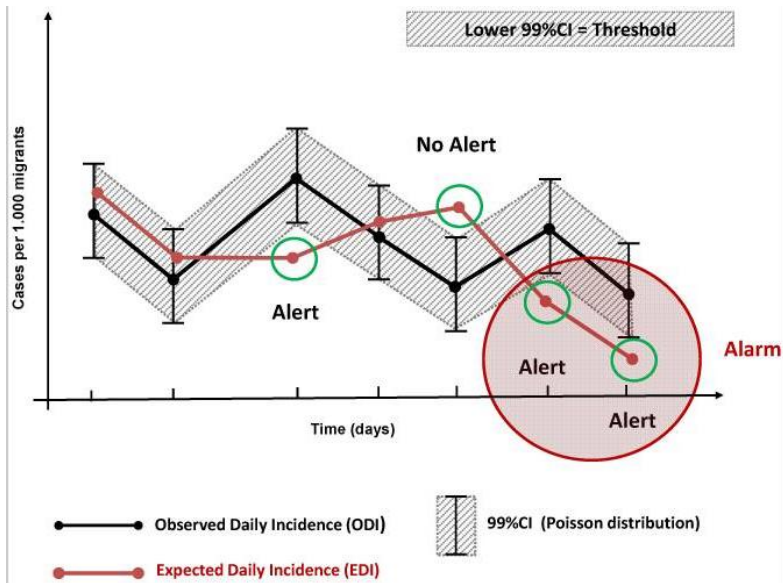 Lower 99%CI = Threshold
Cases per 1.000 migrants
No Alert
Alert
Alert
Alarm
Alert
Time (days)
Observed Daily Incidence (ODI)
99%CI (Poisson distribution)
Expected Daily Incidence (EDI)